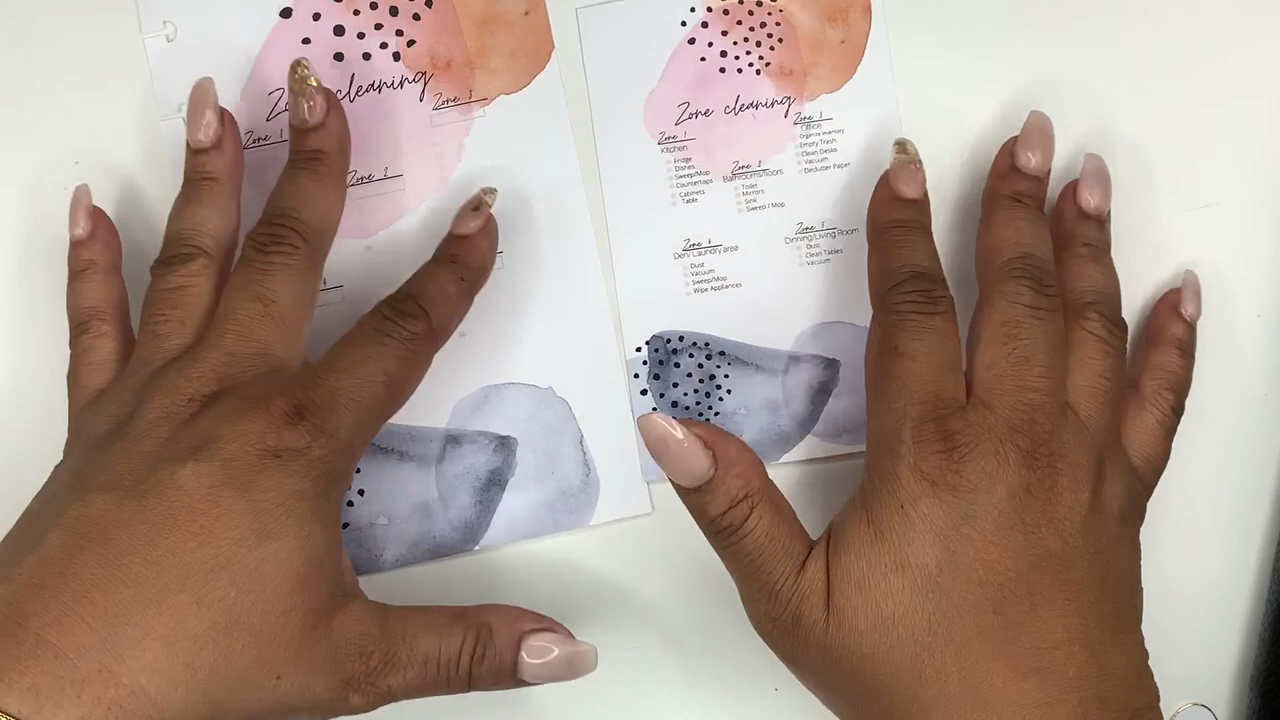 cleaning
Zone 1
Zone 2
Zone 3
Zone cleaning
Zone 1
Kitchen
Fridge
Dishes
Sweep/Mop
Countertops
Cabinets
Table
Zone 2
Bathrooms/floors
Toilet
Mirrors
Sink
Sweep / Mop
Zone 3
Office
Organize Inventory
Empty Trash
Clean Desks
Vacuum
Declutter Paper
Zone 4
Den/ Laundry area
Dust
Vacuum
Sweep/Mop
Wipe Appliances
Zone 5
Dinning/Living Room
Dust
Clean Tables
Vacuum